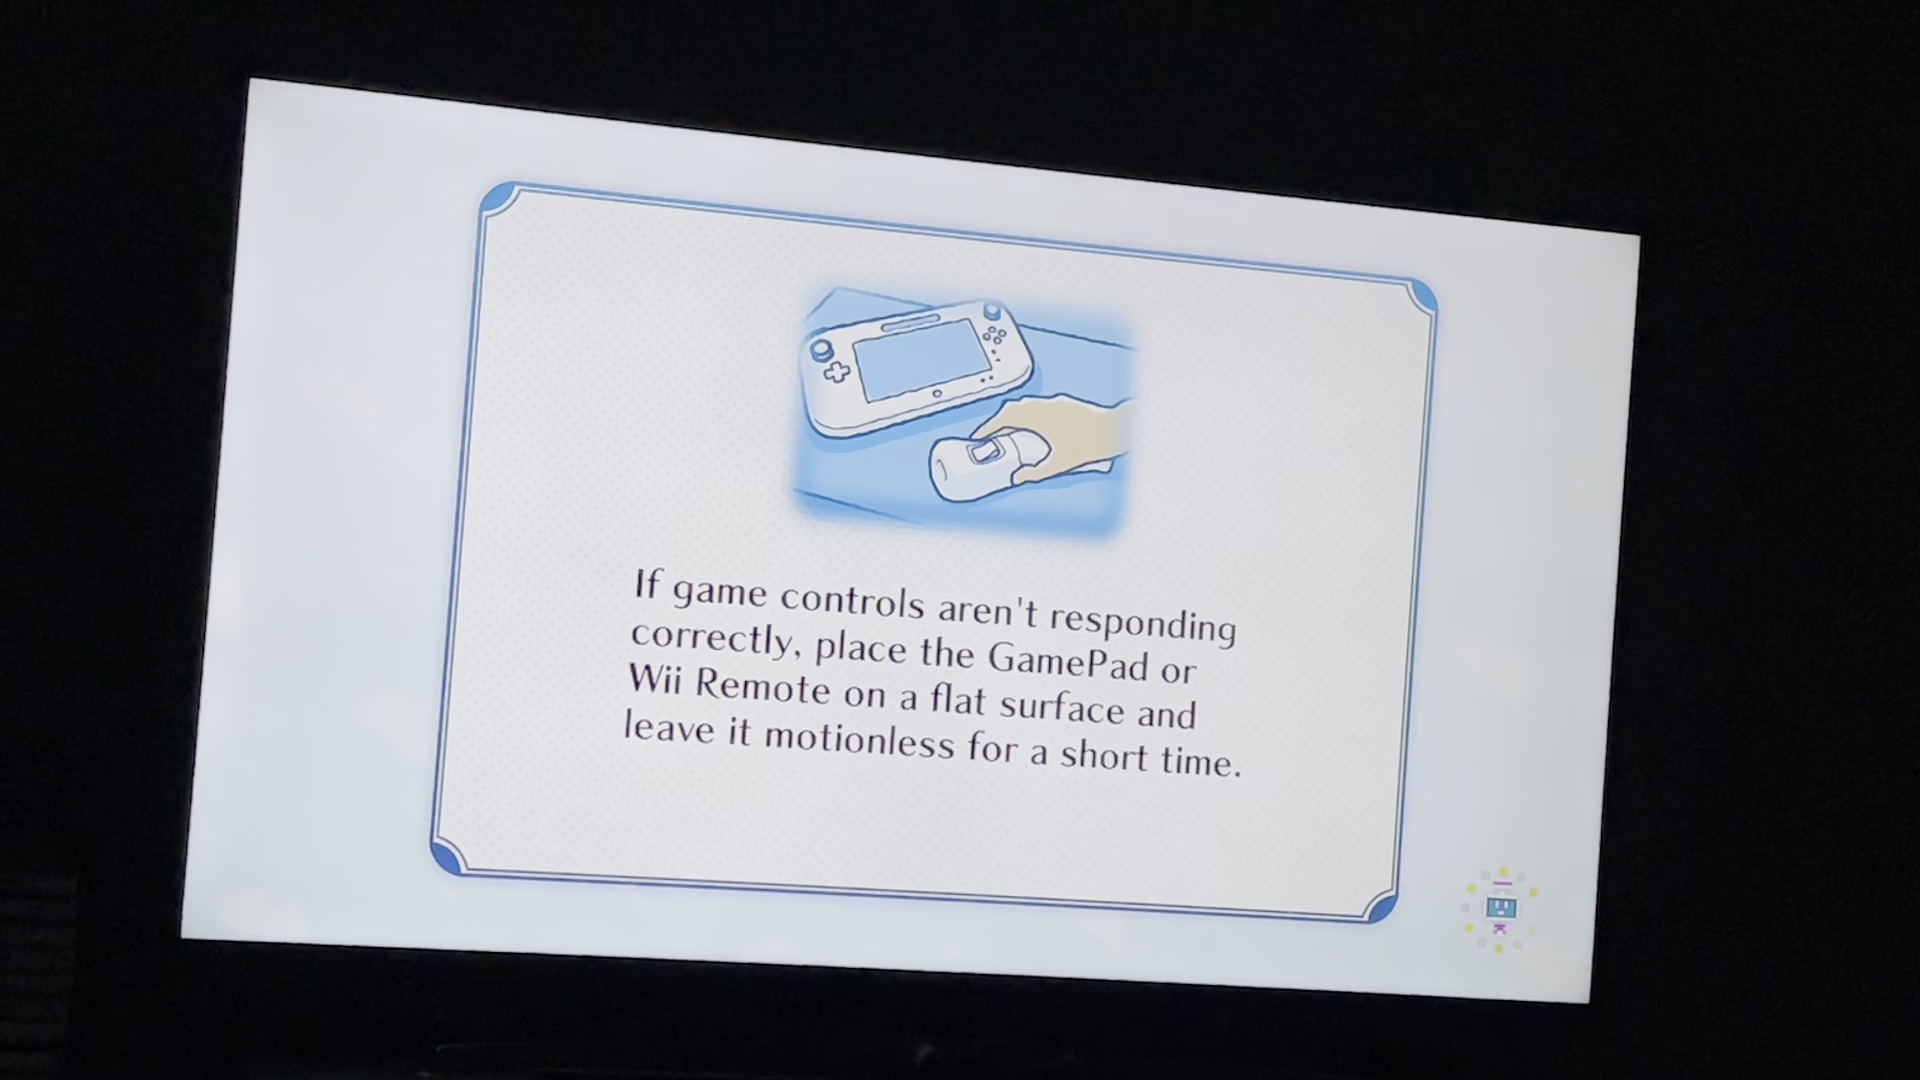 If game controls aren't responding
correctly, place the GamePad or
Wii Remote on a flat surface and
leave it motionless for a short time.